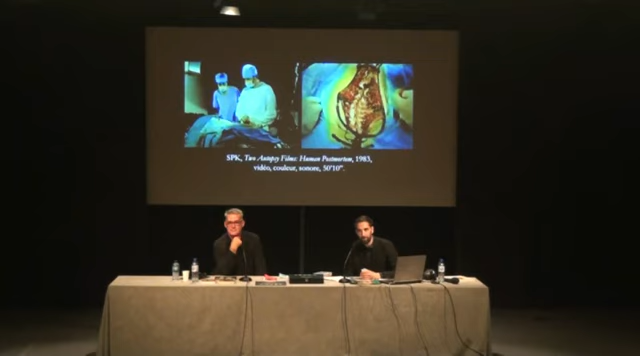 SPK, Two Autopsy Films: Human Postmortem, 1983,
vidéo, couleur, sonore, 50'10".